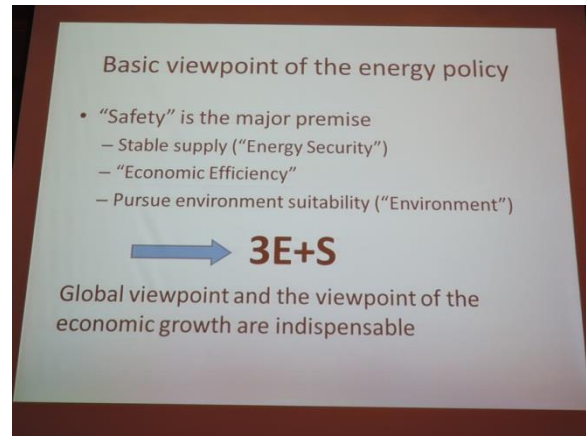 Basic viewpoint of the energy policy
• “Safety” is the major premise
– Stable supply (“Energy Security”)
– “Economic Efficiency”
– Pursue environment suitability (“Environment”)
3E+S
Global viewpoint and the viewpoint of the
economic growth are indispensable